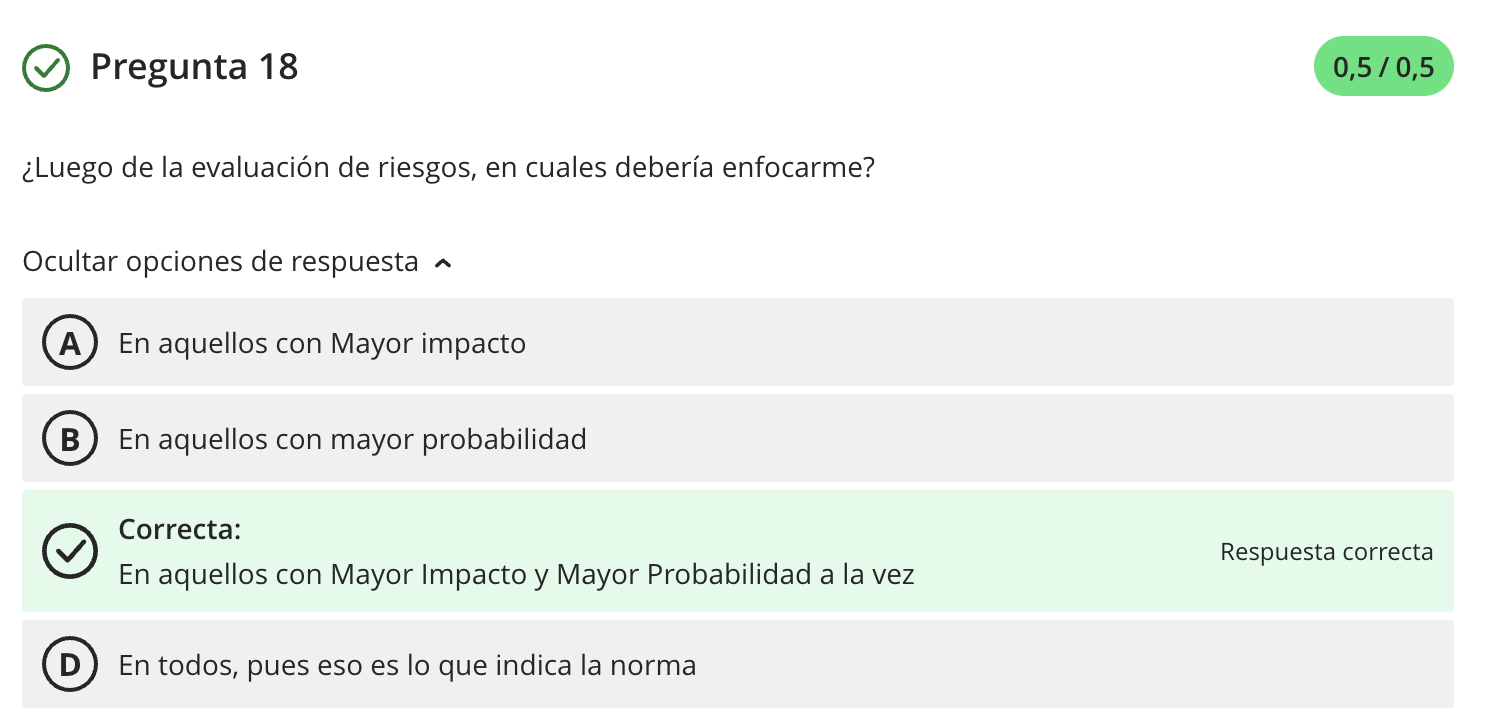 Pregunta 18
0,5 / 0,5
¿Luego de la evaluación de riesgos, en cuales debería enfocarme?
Ocultar opciones de respuesta
A En aquellos con Mayor impacto
B En aquellos con mayor probabilidad
Correcta:
En aquellos con Mayor Impacto y Mayor Probabilidad a la vez
Respuesta correcta
D En todos, pues eso es lo que indica la norma